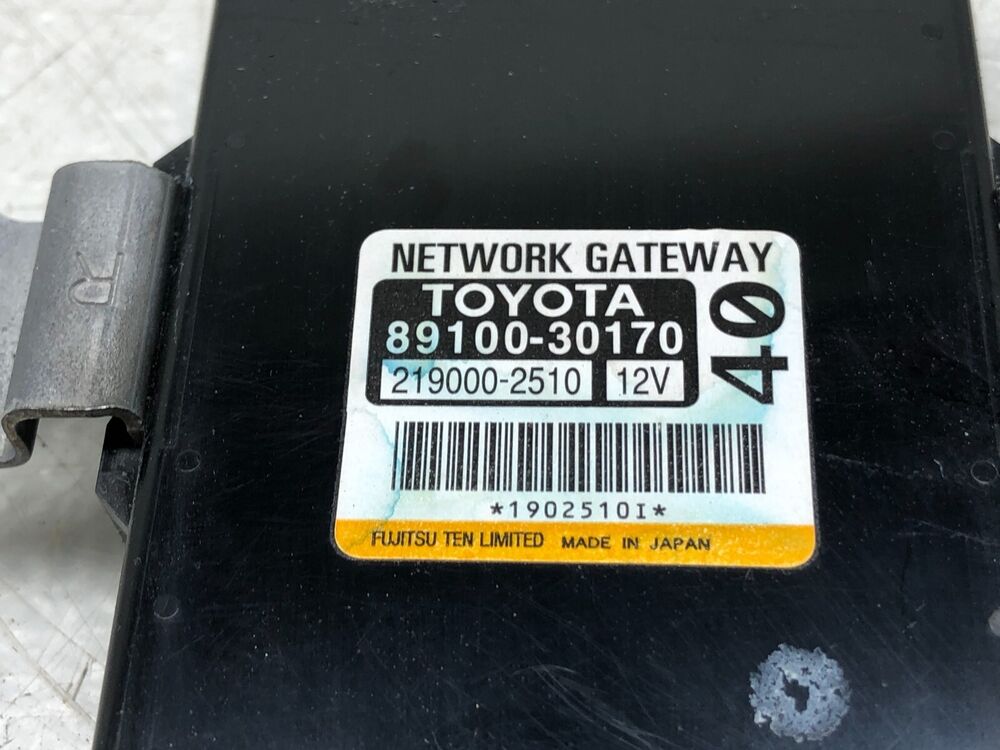 NETWORK GATEWAY
TOYOTA
89100-30170
219000-2510 12V
40
*1902510I*
FUJITSU TEN LIMITED MADE IN JAPAN
R